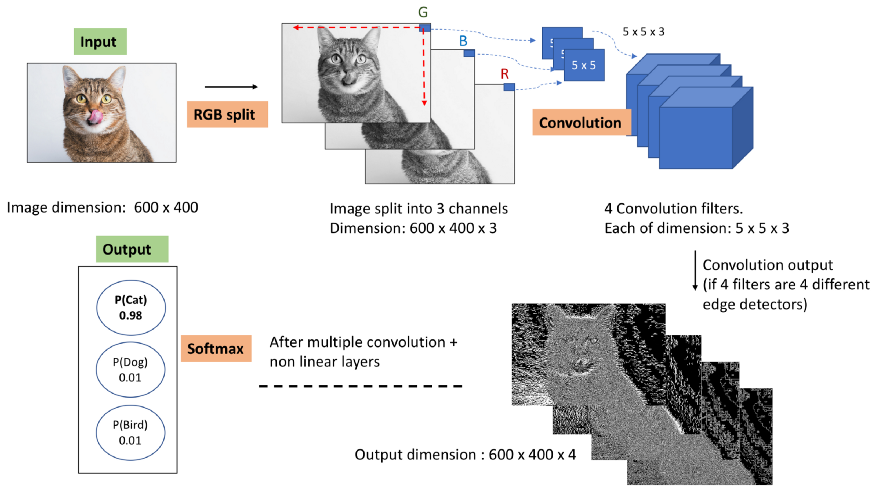 Input
RGB split
G
B
R
5
5
5 x 5
5 x 5 x 3
Convolution
Image dimension:  600 x 400
Image split into 3 channels
Dimension: 600 x 400 x 3
4 Convolution filters.
Each of dimension: 5 x 5 x 3
Convolution output
(if 4 filters are 4 different
edge detectors)
Output
P(Cat)
0.98
P(Dog)
0.01
P(Bird)
0.01
Softmax
After multiple convolution +
non linear layers
Output dimension : 600 x 400 x 4